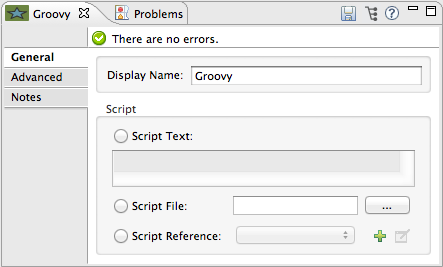 Groovy
Problems
There are no errors.
General
Advanced
Notes
Display Name: Groovy
Script
Script Text:
Script File: ...
Script Reference: